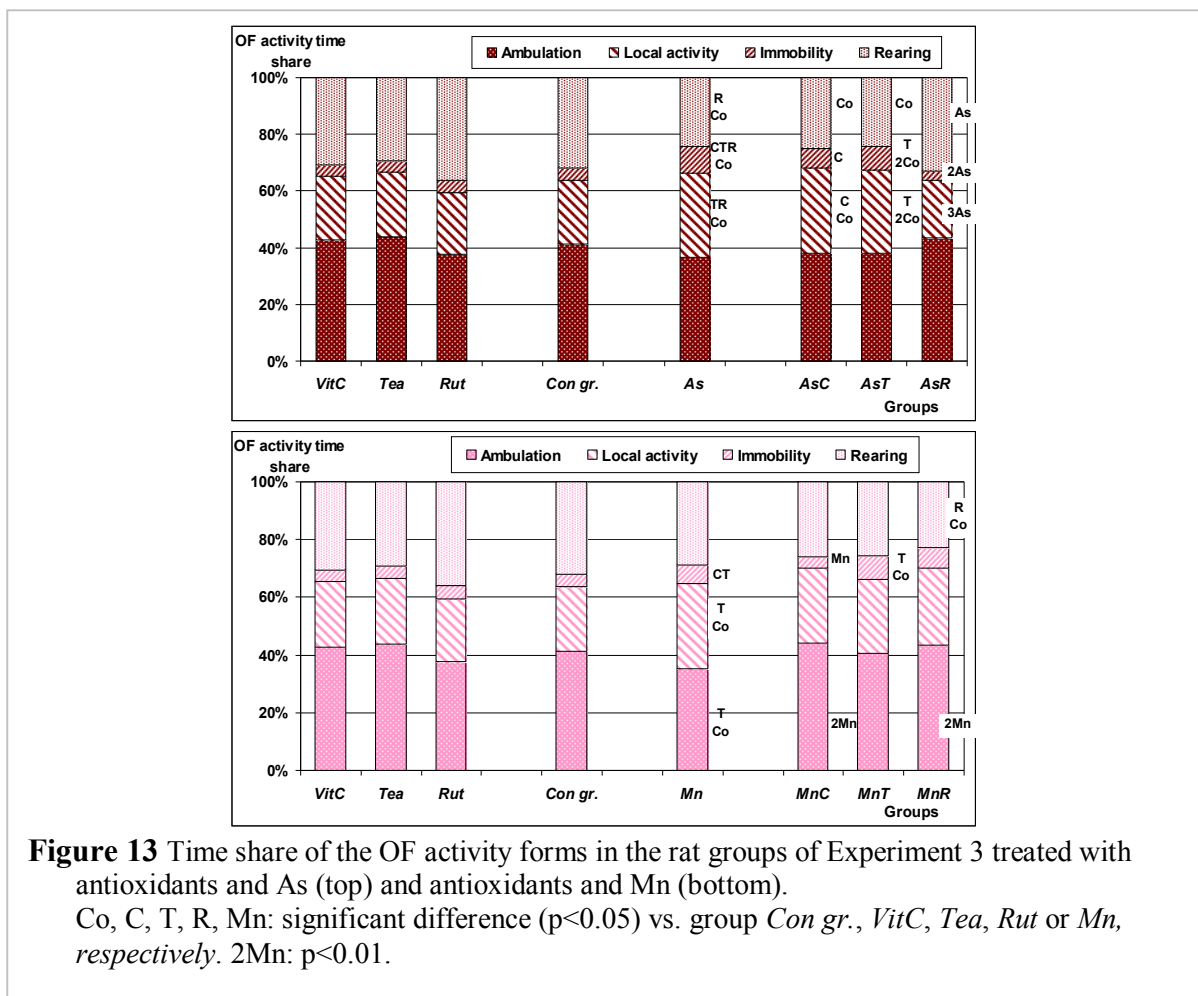 OF activity time
share
Ambulation Local activity Immobility Rearing
100%
80%
60%
40%
20%
0%
R
Co
CTR
Co
TR
Co
Co
C
C
Co
Co
T
2Co
T
2Co
As
2As
3As
VitC Tea Rut Con gr. As AsC AsT AsR
Groups
OF activity time
share
Ambulation Local activity Immobility Rearing
100%
80%
60%
40%
20%
0%
CT
T
Co
T
Co
Mn
2Mn
T
Co
R
Co
2Mn
VitC Tea Rut Con gr. Mn MnC MnT MnR
Groups
Figure 13 Time share of the OF activity forms in the rat groups of Experiment 3 treated with
antioxidants and As (top) and antioxidants and Mn (bottom).
Co, C, T, R, Mn: significant difference (p<0.05) vs. group Con gr., VitC, Tea, Rut or Mn,
respectively. 2Mn: p<0.01.